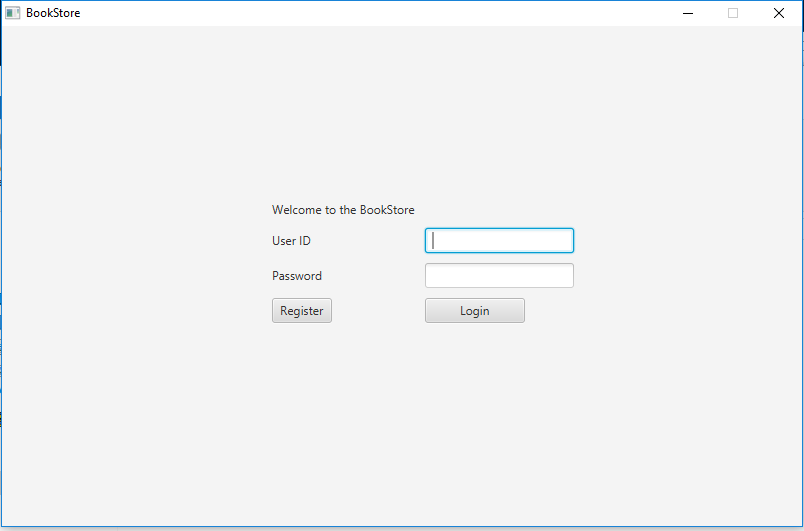 BookStore
Welcome to the BookStore
User ID
Password
Register Login